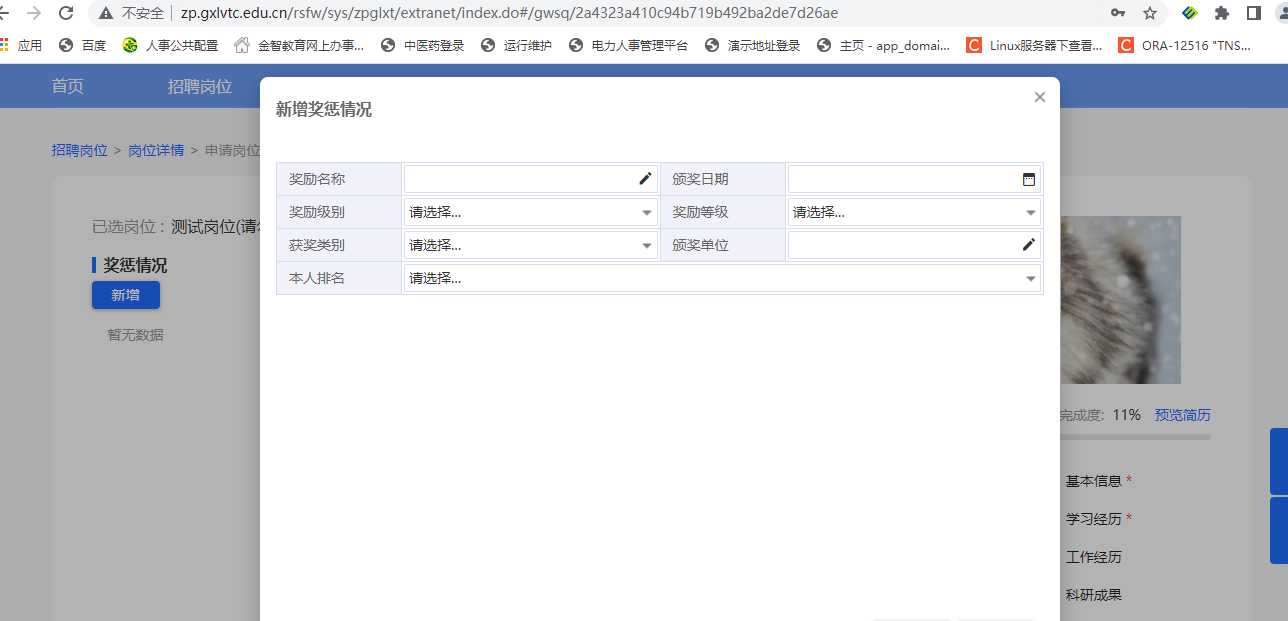 不安全 zp.gxlvtc.edu.cn/rsfw/sys/zpglxt/extranet/index.do#/gwsq/2a4323a410c94b719b492ba2de7d26ae
应用 百度 人事公共配置 金智教育网上办事... 中医药登录 运行维护 电力人事管理平台 演示地址登录 主页 - app_domai... Linux服务器下查看... ORA-12516 "TNS...
首页 招聘岗位
新增奖惩情况
招聘岗位 > 岗位详情 > 申请岗位
奖励名称 颁奖日期
奖励级别 请选择... 奖励等级 请选择...
获奖类别 请选择... 颁奖单位
本人排名 请选择...
已选岗位： 测试岗位(请
奖惩情况
新增
暂无数据
完成度: 11% 预览简历
基本信息 *
学习经历 *
工作经历
科研成果